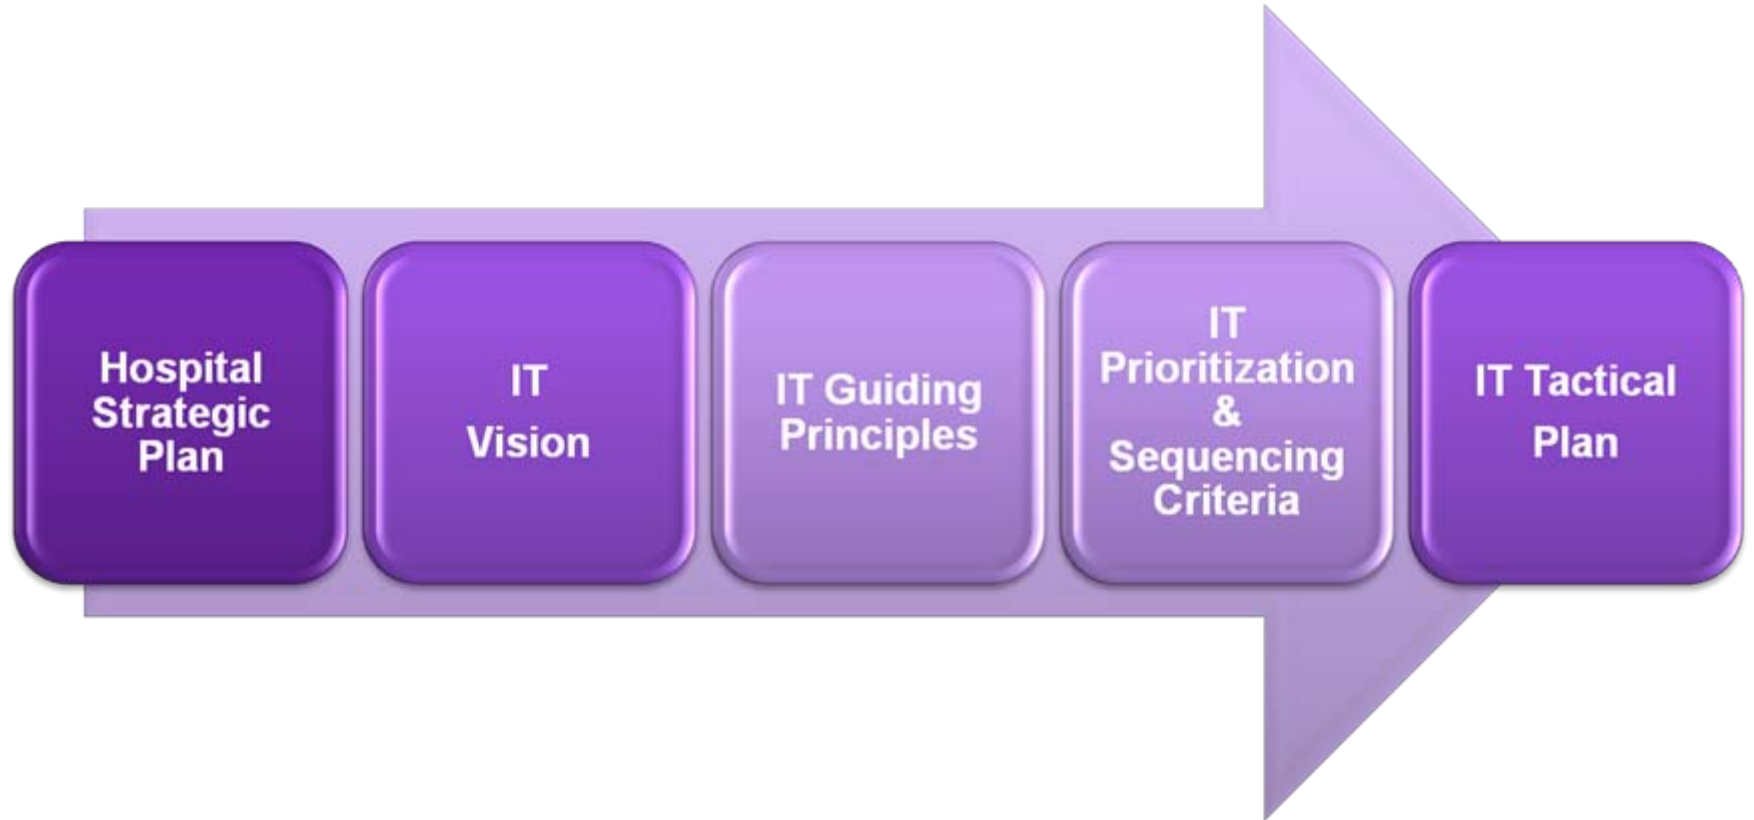 Hospital
Strategic
Plan
IT
Vision
IT Guiding
Principles
IT
Prioritization
&
Sequencing
Criteria
IT Tactical
Plan